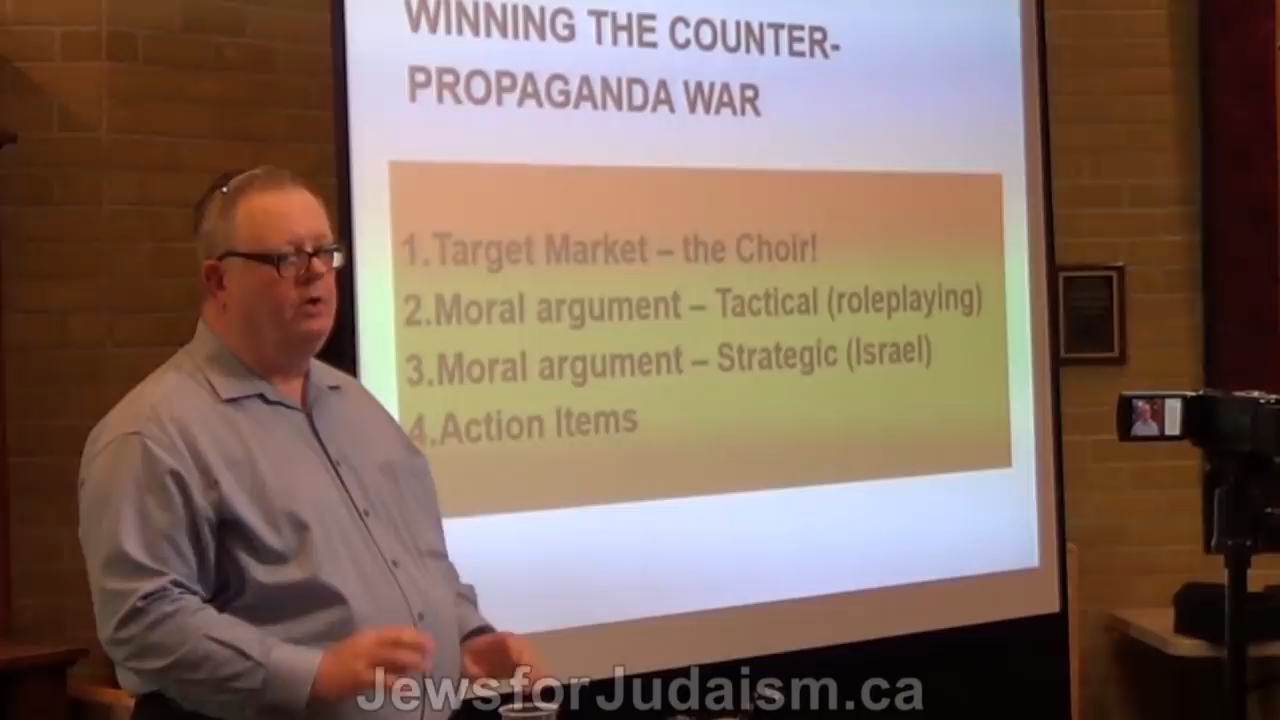 WINNING THE COUNTER-
PROPAGANDA WAR
1.Target Market – the Choir!
2.Moral argument – Tactical (roleplaying)
3.Moral argument – Strategic (Israel)
4.Action Items
JewsforJudaism.ca